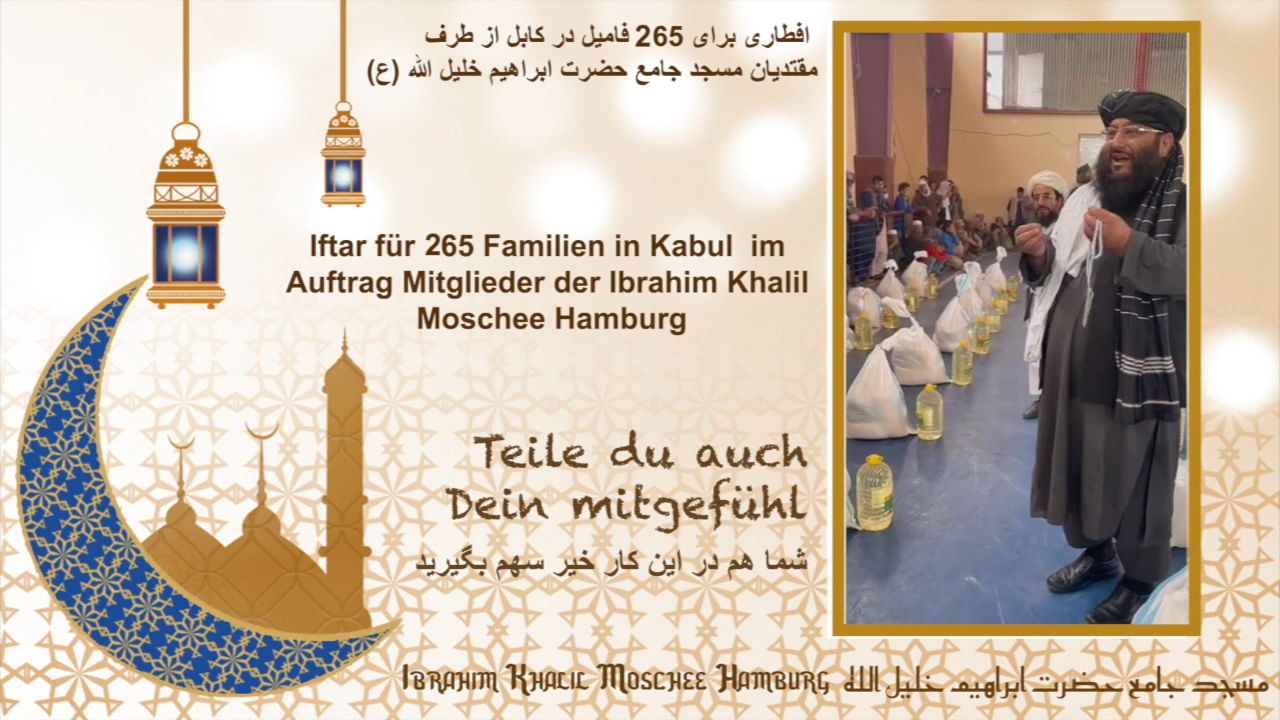 افطاری برای 265 فامیل در کابل از طرف
مقتدیان مسجد جامع حضرت ابراهیم خلیل الله (ع)
Iftar für 265 Familien in Kabul im
Auftrag Mitglieder der Ibrahim Khalil
Moschee Hamburg
Teile du auch
Dein mitgefühl
شما هم در این کار خیر سهم بگیرید
Ibrahim Khalil Moschee Hamburg مسجد جامع حضرت ابراهیم خلیل الله